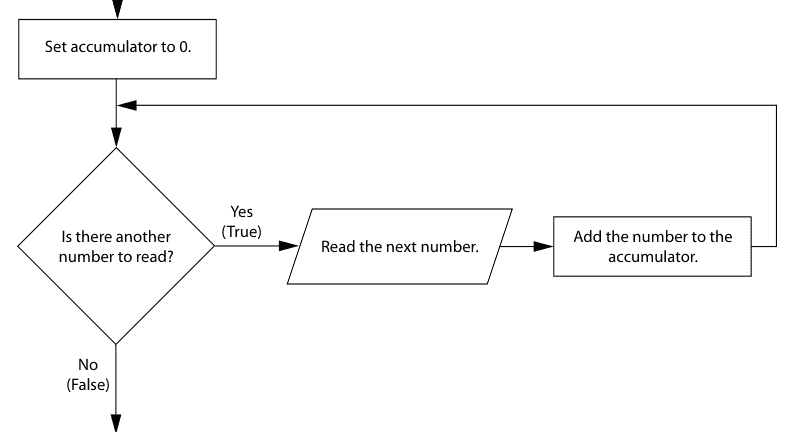 Set accumulator to 0.
Is there another
number to read?
Yes
(True)
Read the next number.
Add the number to the
accumulator.
No
(False)